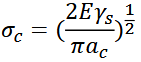 σ_c = (2Eγ_s / πa_c)^{1/2}